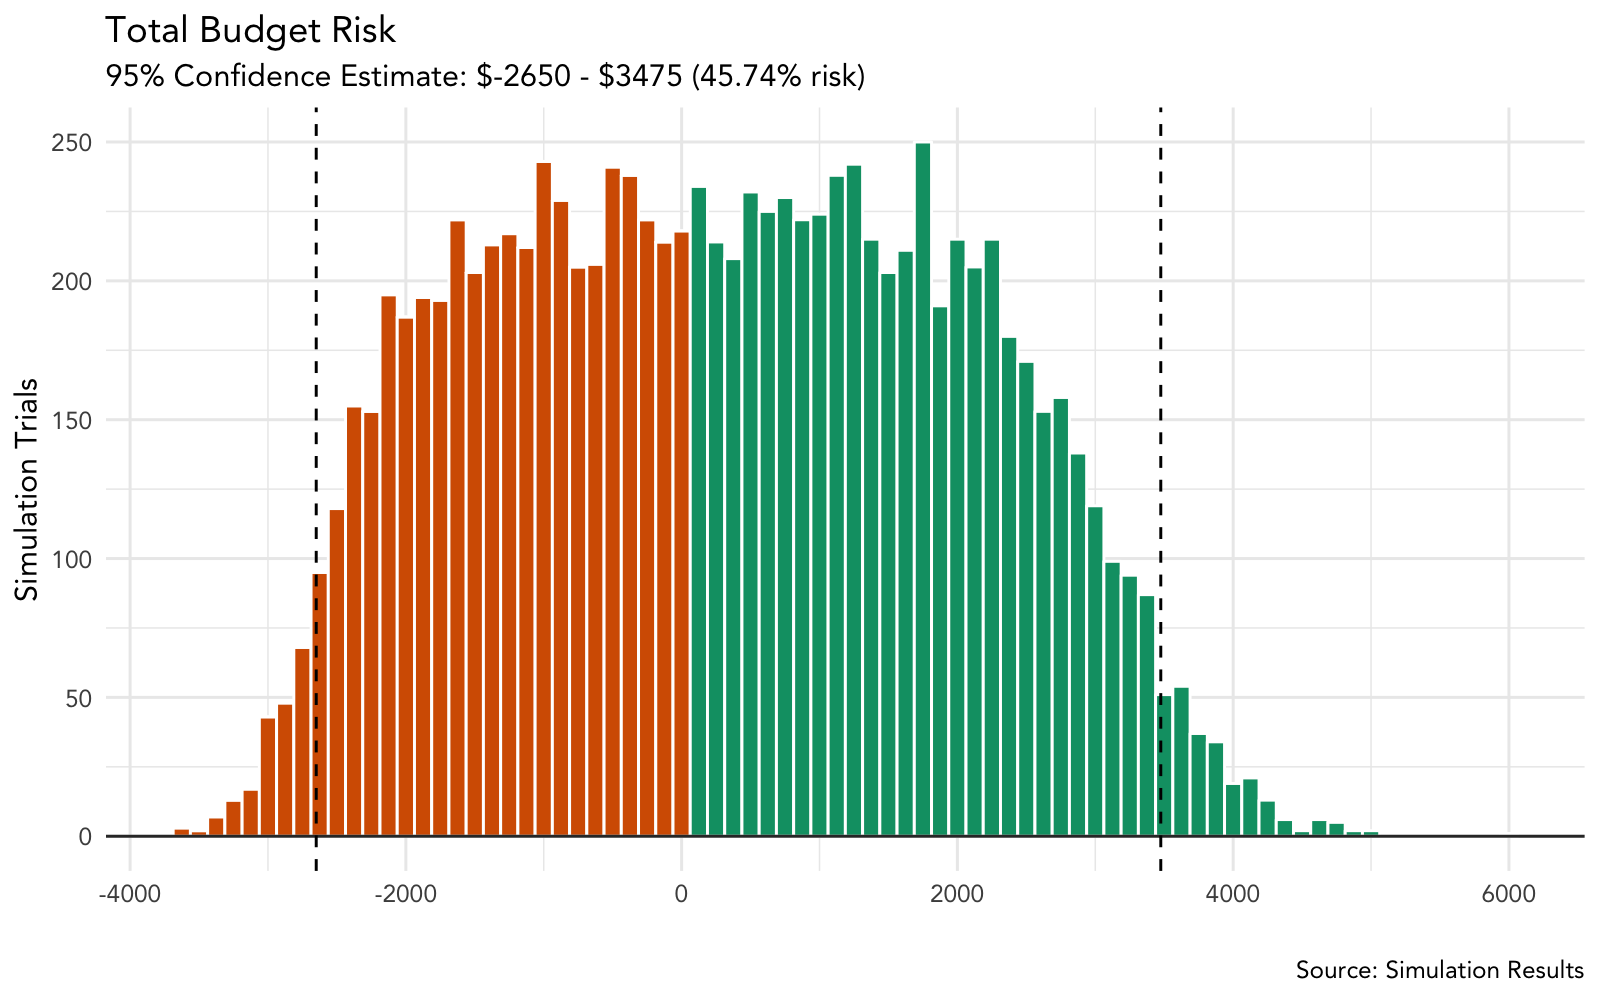 Total Budget Risk
95% Confidence Estimate: $-2650 - $3475 (45.74% risk)
Simulation Trials
250
200
150
100
50
0
-4000 -2000 0 2000 4000 6000
Source: Simulation Results